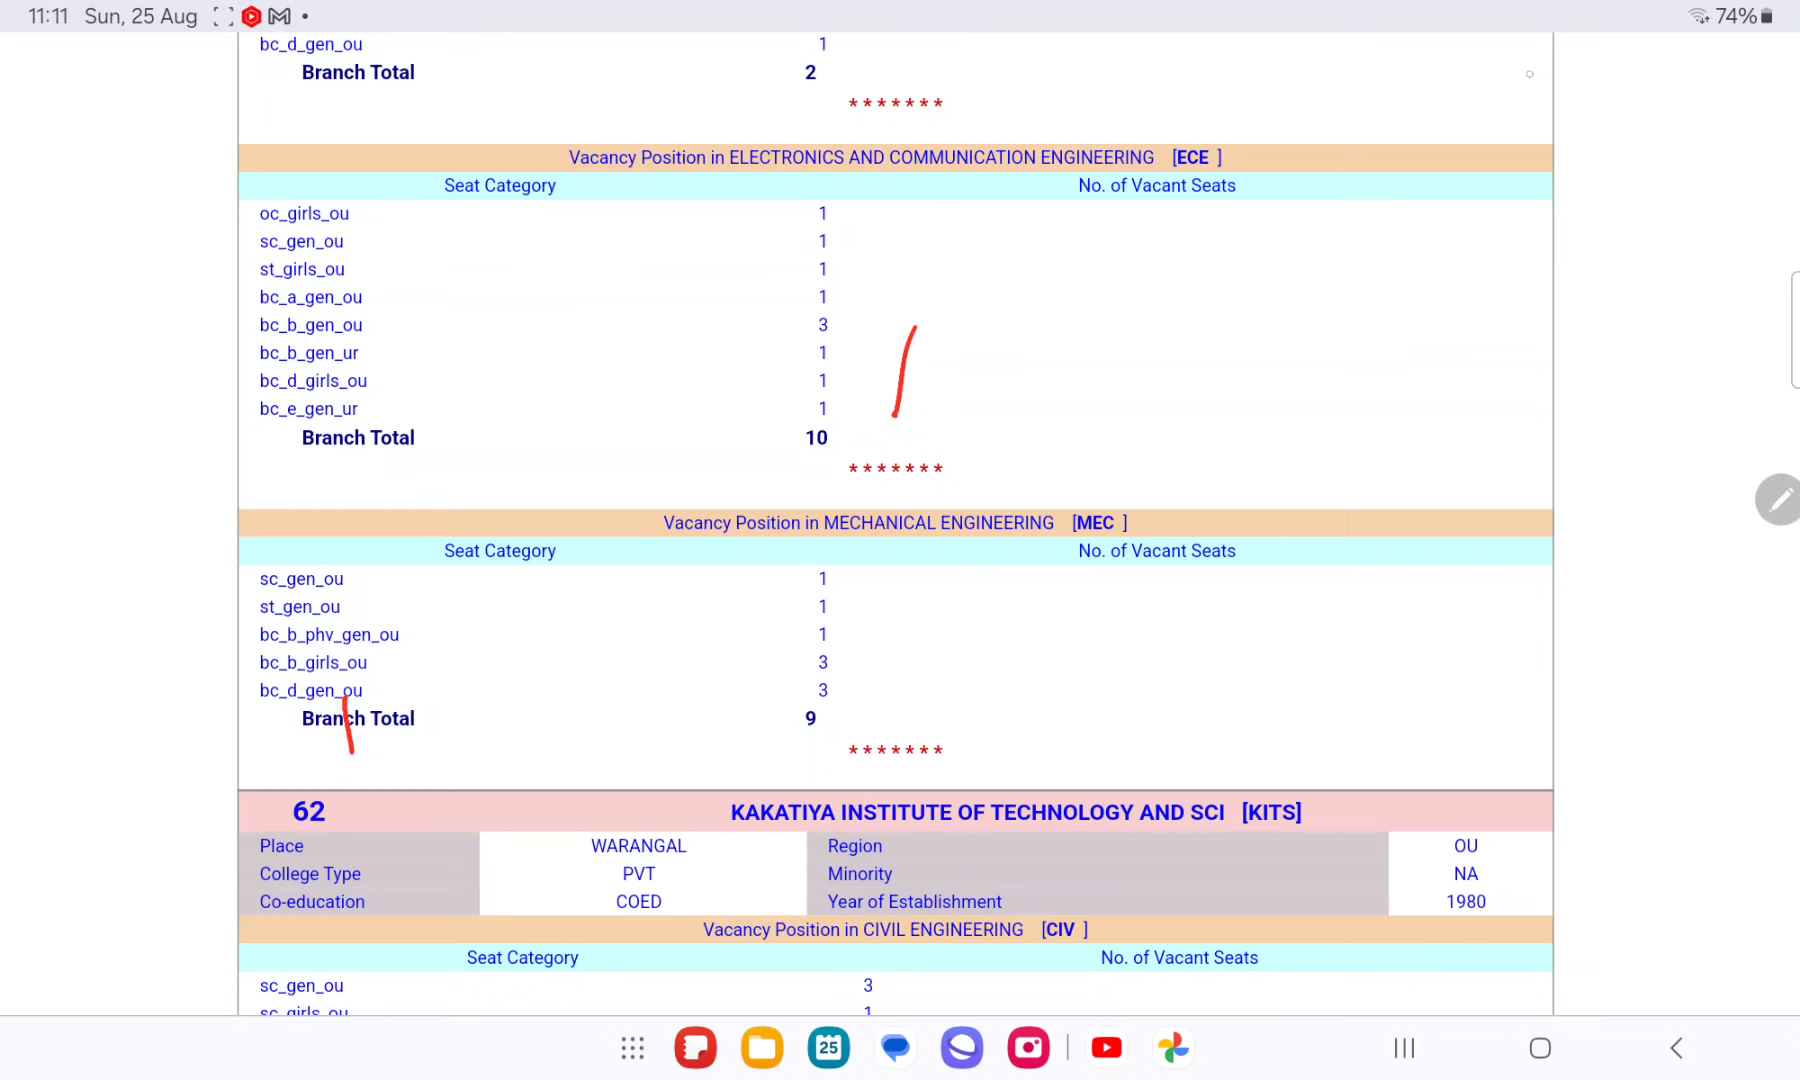 11:11 Sun, 25 Aug
74%
bc_d_gen_ou 1
Branch Total 2
*******
Vacancy Position in ELECTRONICS AND COMMUNICATION ENGINEERING [ECE ]
Seat Category No. of Vacant Seats
oc_girls_ou 1
sc_gen_ou 1
st_girls_ou 1
bc_a_gen_ou 1
bc_b_gen_ou 3
bc_b_gen_ur 1
bc_d_girls_ou 1
bc_e_gen_ur 1
Branch Total 10
*******
Vacancy Position in MECHANICAL ENGINEERING [MEC ]
Seat Category No. of Vacant Seats
sc_gen_ou 1
st_gen_ou 1
bc_b_phv_gen_ou 1
bc_b_girls_ou 3
bc_d_gen_ou 3
Branch Total 9
*******
62 KAKATIYA INSTITUTE OF TECHNOLOGY AND SCI [KITS]
Place WARANGAL Region OU
College Type PVT Minority NA
Co-education COED Year of Establishment 1980
Vacancy Position in CIVIL ENGINEERING [CIV ]
Seat Category No. of Vacant Seats
sc_gen_ou 3
sc_girls_ou 1
25